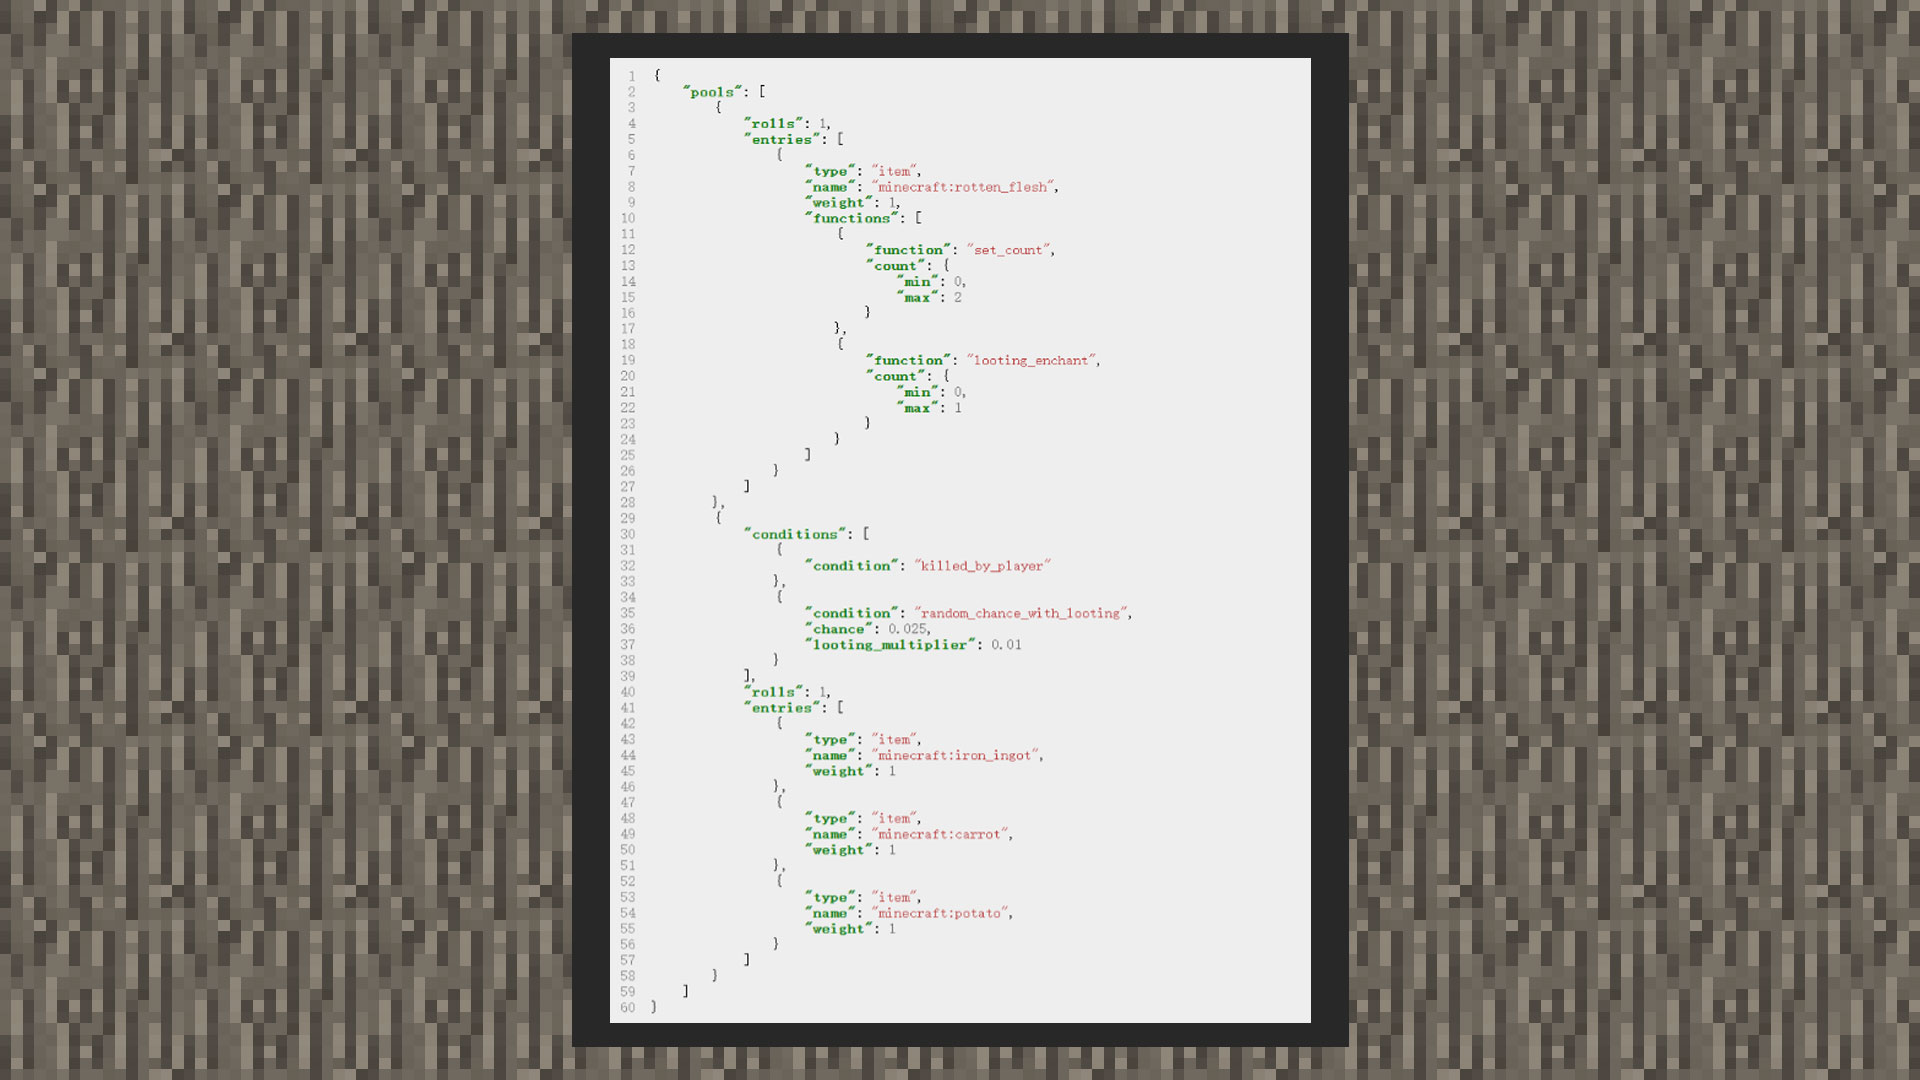 1 {
2 "pools": [
3 {
4 "rolls": 1,
5 "entries": [
6 {
7 "type": "item",
8 "name": "minecraft:rotten_flesh",
9 "weight": 1,
10 "functions": [
11 {
12 "function": "set_count",
13 "count": {
14 "min": 0,
15 "max": 2
16 }
17 },
18 {
19 "function": "looting_enchant",
20 "count": {
21 "min": 0,
22 "max": 1
23 }
24 }
25 ]
26 }
27 ]
28 },
29 {
30 "conditions": [
31 {
32 "condition": "killed_by_player"
33 },
34 {
35 "condition": "random_chance_with_looting",
36 "chance": 0.025,
37 "looting_multiplier": 0.01
38 }
39 ],
40 "rolls": 1,
41 "entries": [
42 {
43 "type": "item",
44 "name": "minecraft:iron_ingot",
45 "weight": 1
46 },
47 {
48 "type": "item",
49 "name": "minecraft:carrot",
50 "weight": 1
51 },
52 {
53 "type": "item",
54 "name": "minecraft:potato",
55 "weight": 1
56 }
57 ]
58 }
59 ]
60 }